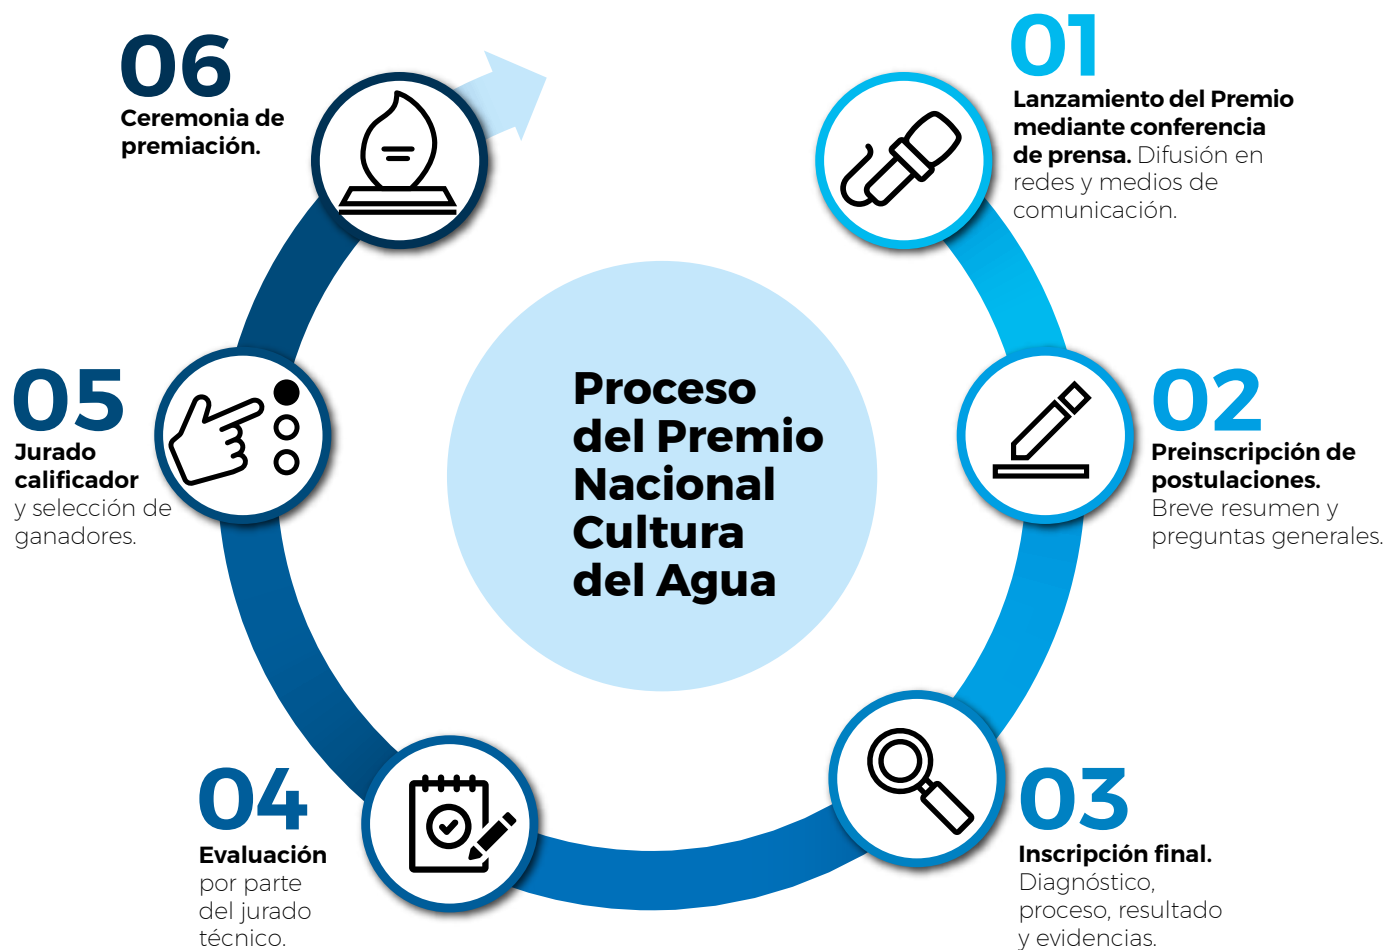 Proceso
del Premio
Nacional
Cultura
del Agua
01
Lanzamiento del Premio
mediante conferencia
de prensa. Difusión en
redes y medios de
comunicación.
02
Preinscripción de
postulaciones.
Breve resumen y
preguntas generales.
03
Inscripción final.
Diagnóstico,
proceso, resultado
y evidencias.
04
Evaluación
por parte
del jurado
técnico.
05
Jurado
calificador
y selección de
ganadores.
06
Ceremonia de
premiación.